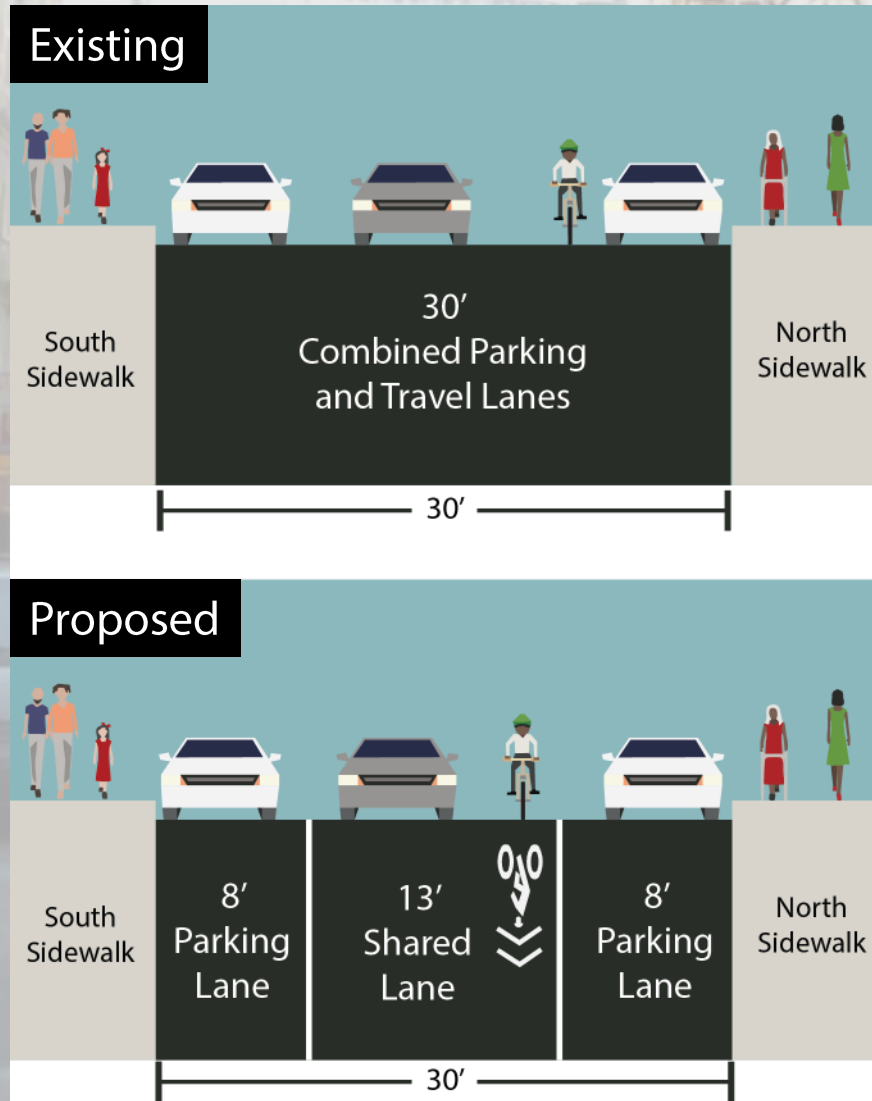 Existing
30′
Combined Parking
and Travel Lanes
South
Sidewalk
North
Sidewalk
30′
Proposed
8′
Parking
Lane
13′
Shared
Lane
8′
Parking
Lane
South
Sidewalk
North
Sidewalk
30′